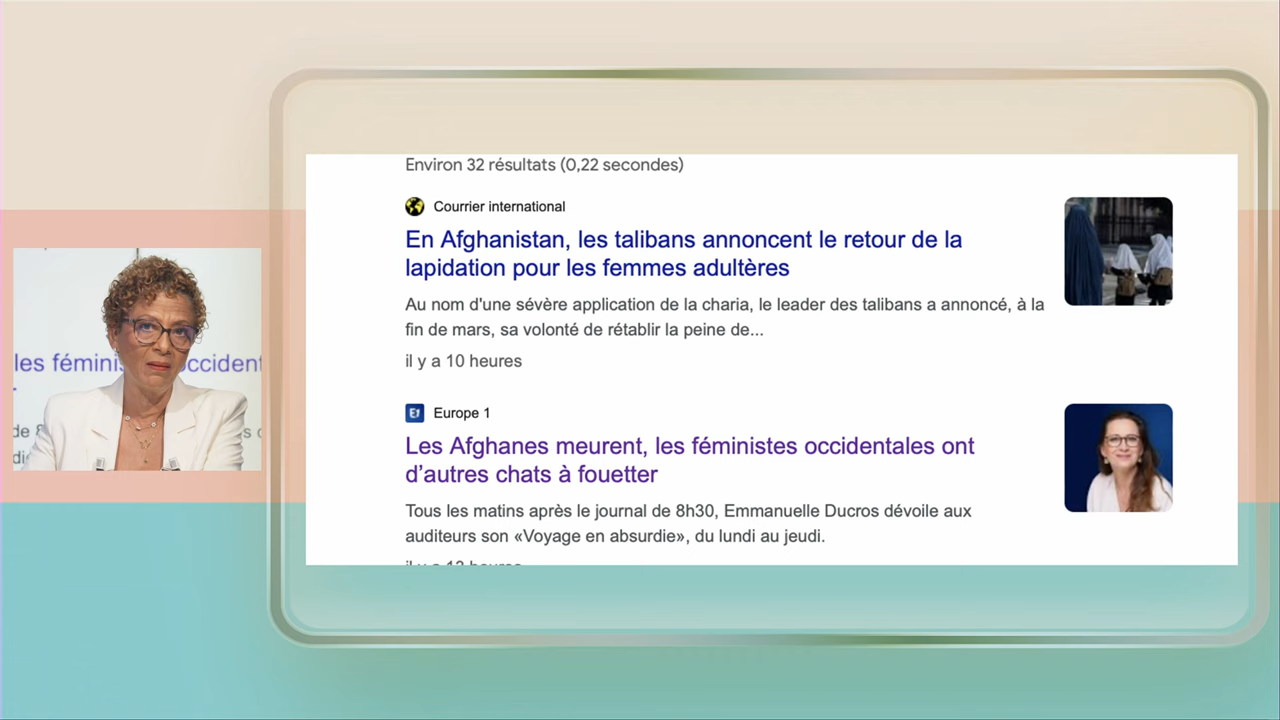 Environ 32 résultats (0,22 secondes)
Courrier international
En Afghanistan, les talibans annoncent le retour de la
lapidation pour les femmes adultères
Au nom d'une sévère application de la charia, le leader des talibans a annoncé, à la
fin de mars, sa volonté de rétablir la peine de...
il y a 10 heures
E1 Europe 1
Les Afghanes meurent, les féministes occidentales ont
d'autres chats à fouetter
Tous les matins après le journal de 8h30, Emmanuelle Ducros dévoile aux
auditeurs son «Voyage en absurdie», du lundi au jeudi.
les